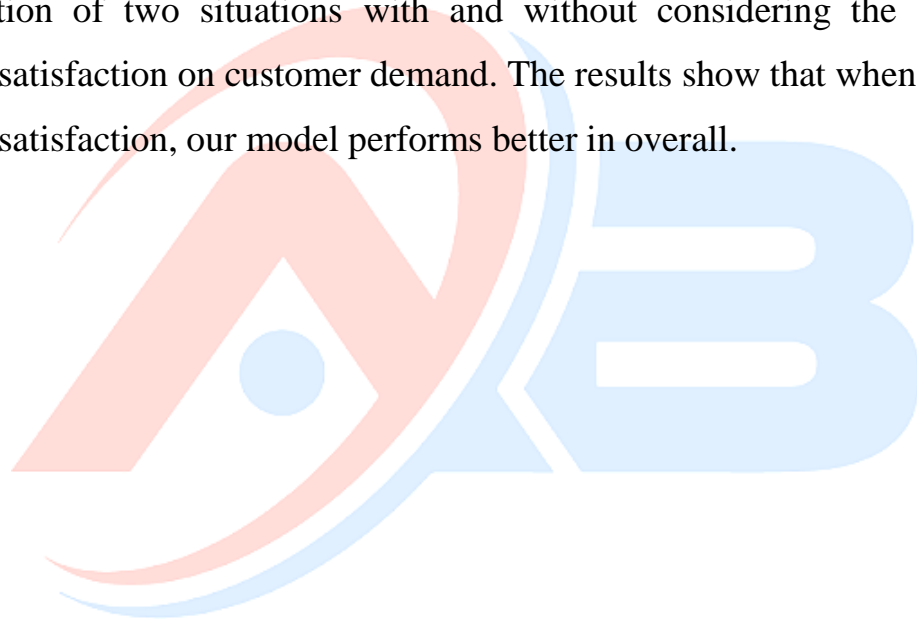 tion of two situations with and without considering the
satisfaction on customer demand. The results show that when
satisfaction, our model performs better in overall.
AB